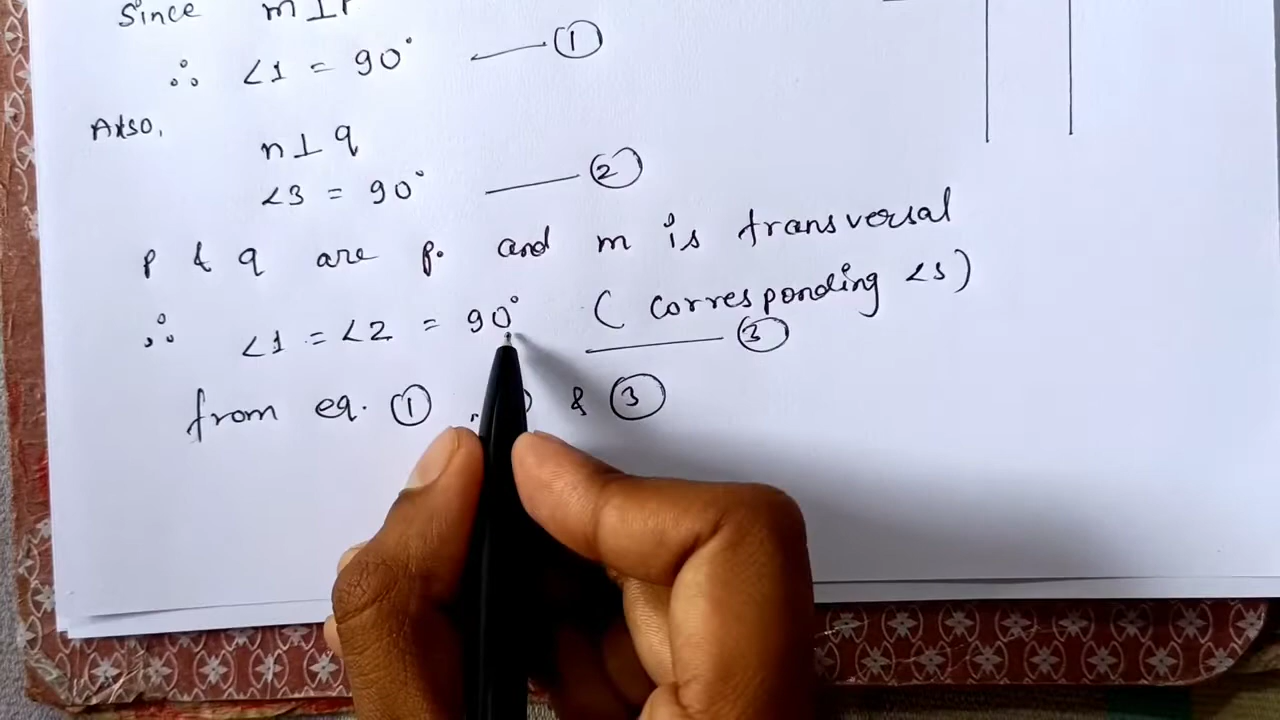 Since m⊥P
∴ ∠1 = 90° ①
Also,
n⊥q
∠3 = 90° ②
p & q are p. and m is transversal
∴ ∠1 = ∠2 = 90° (corresponding ∠s)
③
from eq. ① , & ③